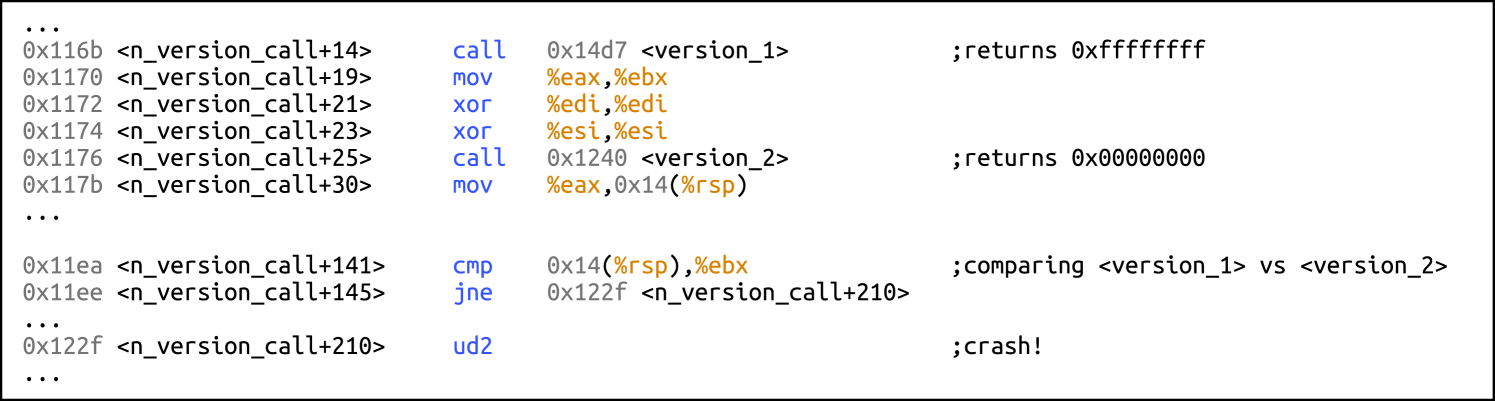 ...
0x116b <n_version_call+14> call 0x14d7 <version_1> ;returns 0xffffffff
0x1170 <n_version_call+19> mov %eax,%ebx
0x1172 <n_version_call+21> xor %edi,%edi
0x1174 <n_version_call+23> xor %esi,%esi
0x1176 <n_version_call+25> call 0x1240 <version_2> ;returns 0x00000000
0x117b <n_version_call+30> mov %eax,0x14(%rsp)
...
0x11ea <n_version_call+141> cmp 0x14(%rsp),%ebx ;comparing <version_1> vs <version_2>
0x11ee <n_version_call+145> jne 0x122f <n_version_call+210>
...
0x122f <n_version_call+210> ud2 ;crash!
...